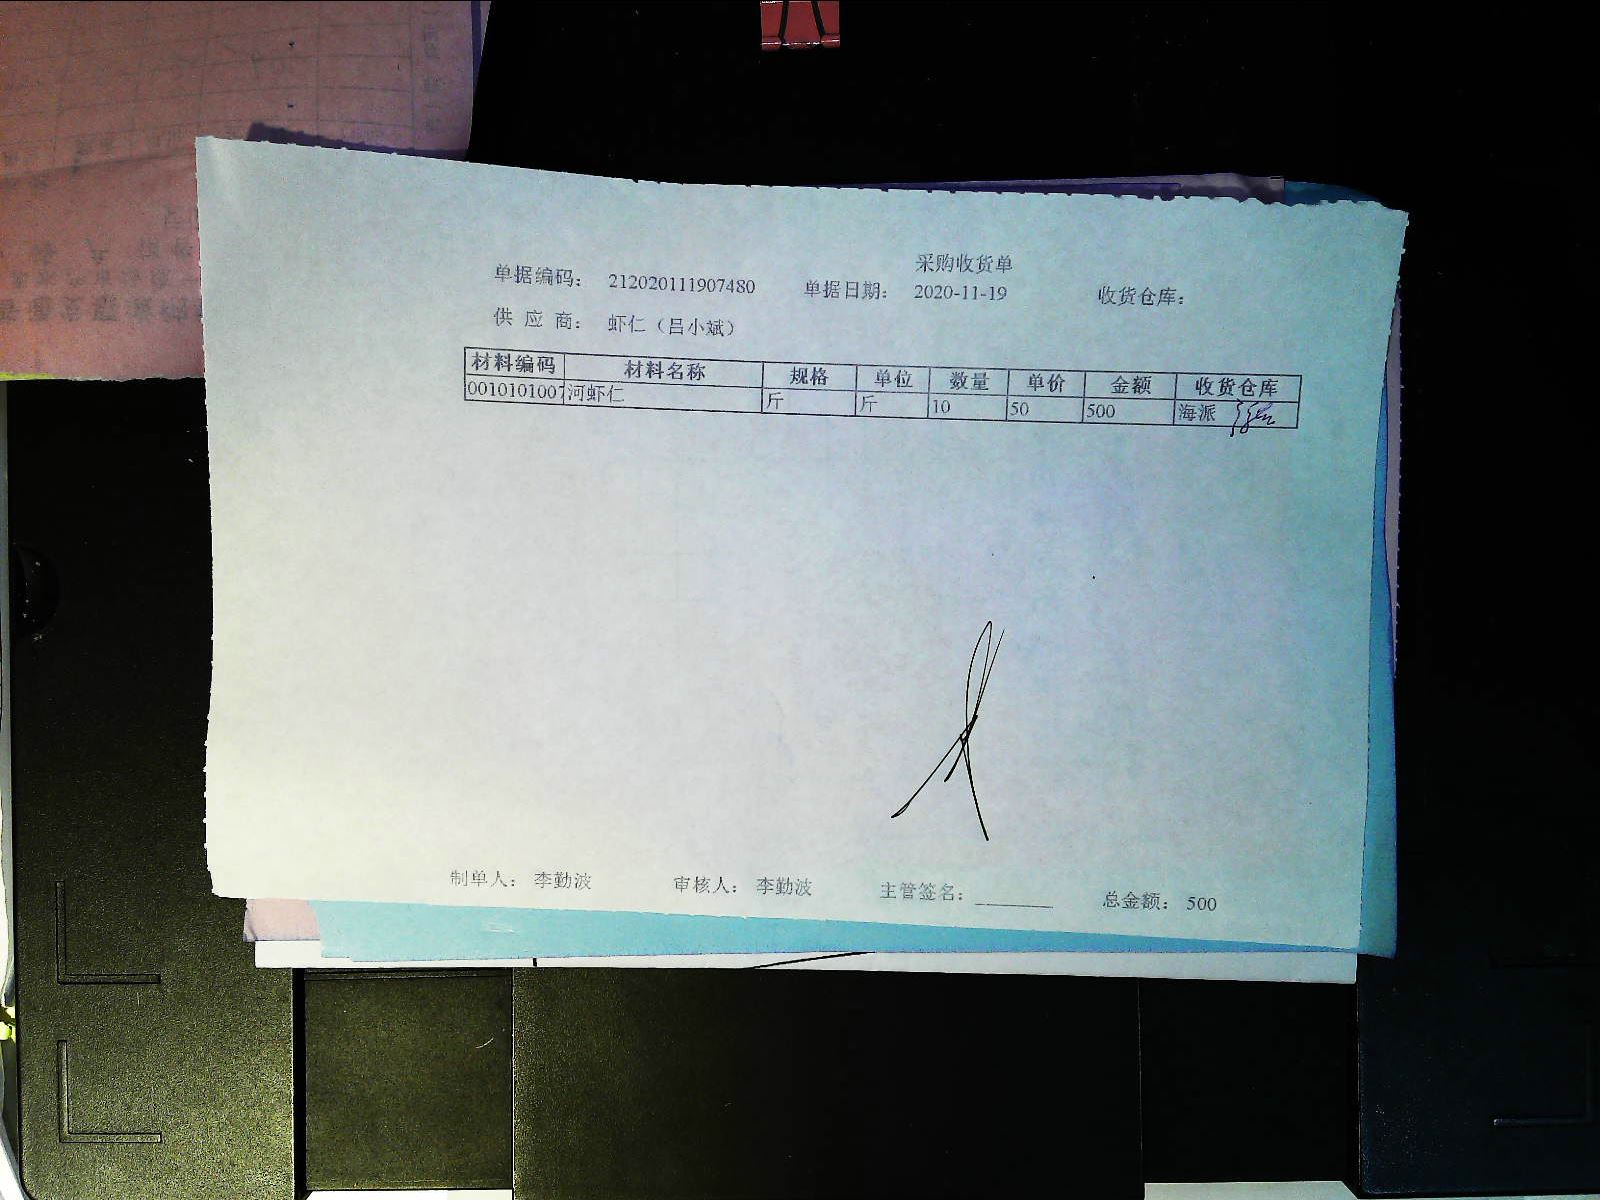 采购收货单
单据编码: 212020111907480 单据日期: 2020-11-19 收货仓库:
供 应 商: 虾仁（吕小斌）
材料编码 材料名称 规格 单位 数量 单价 金额 收货仓库
0010101007 河虾仁 斤 斤 10 50 500 海派
制单人: 李勤波 审核人: 李勤波 主管签名:________ 总金额: 500